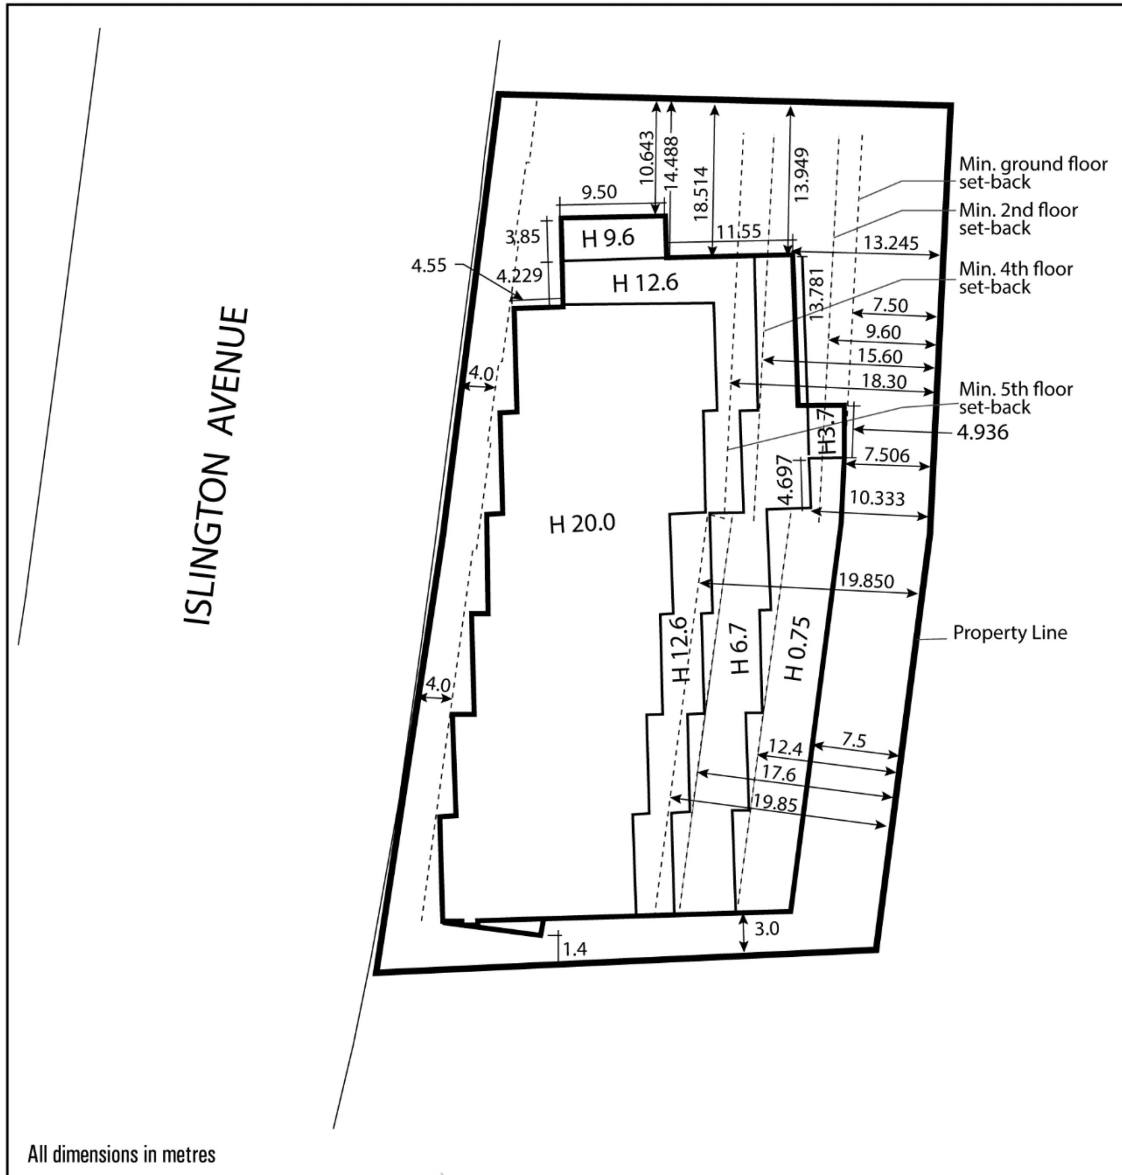 10.643
14.488
18.514
13.949
Min. ground floor
set-back
9.50
Min. 2nd floor
set-back
3.85
H 9.6
11.55
13.245
4.55
4.229
H 12.6
13.781
Min. 4th floor
set-back
7.50
9.60
15.60
4.0
18.30
Min. 5th floor
set-back
H3.7
4.936
7.506
4.697
10.333
ISLINGTON AVENUE
H 20.0
19.850
H 12.6
H 6.7
H 0.75
Property Line
4.0
7.5
12.4
17.6
19.85
3.0
1.4
All dimensions in metres